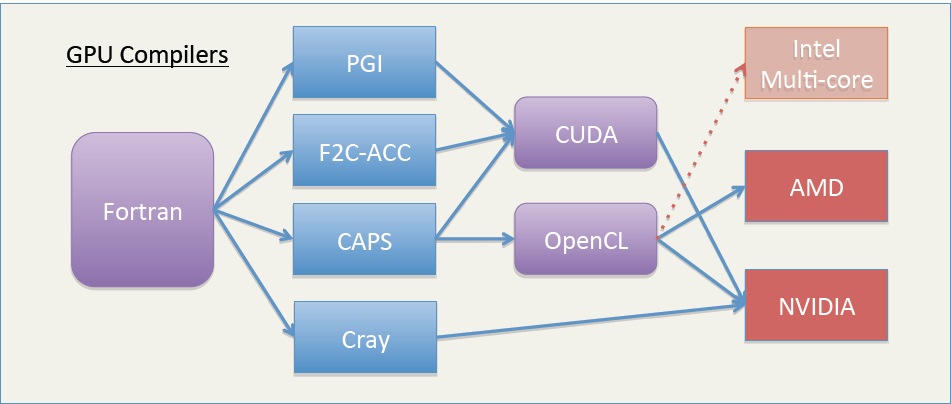 GPU Compilers
Fortran
PGI
F2C-ACC
CAPS
Cray
CUDA
OpenCL
Intel
Multi-core
AMD
NVIDIA